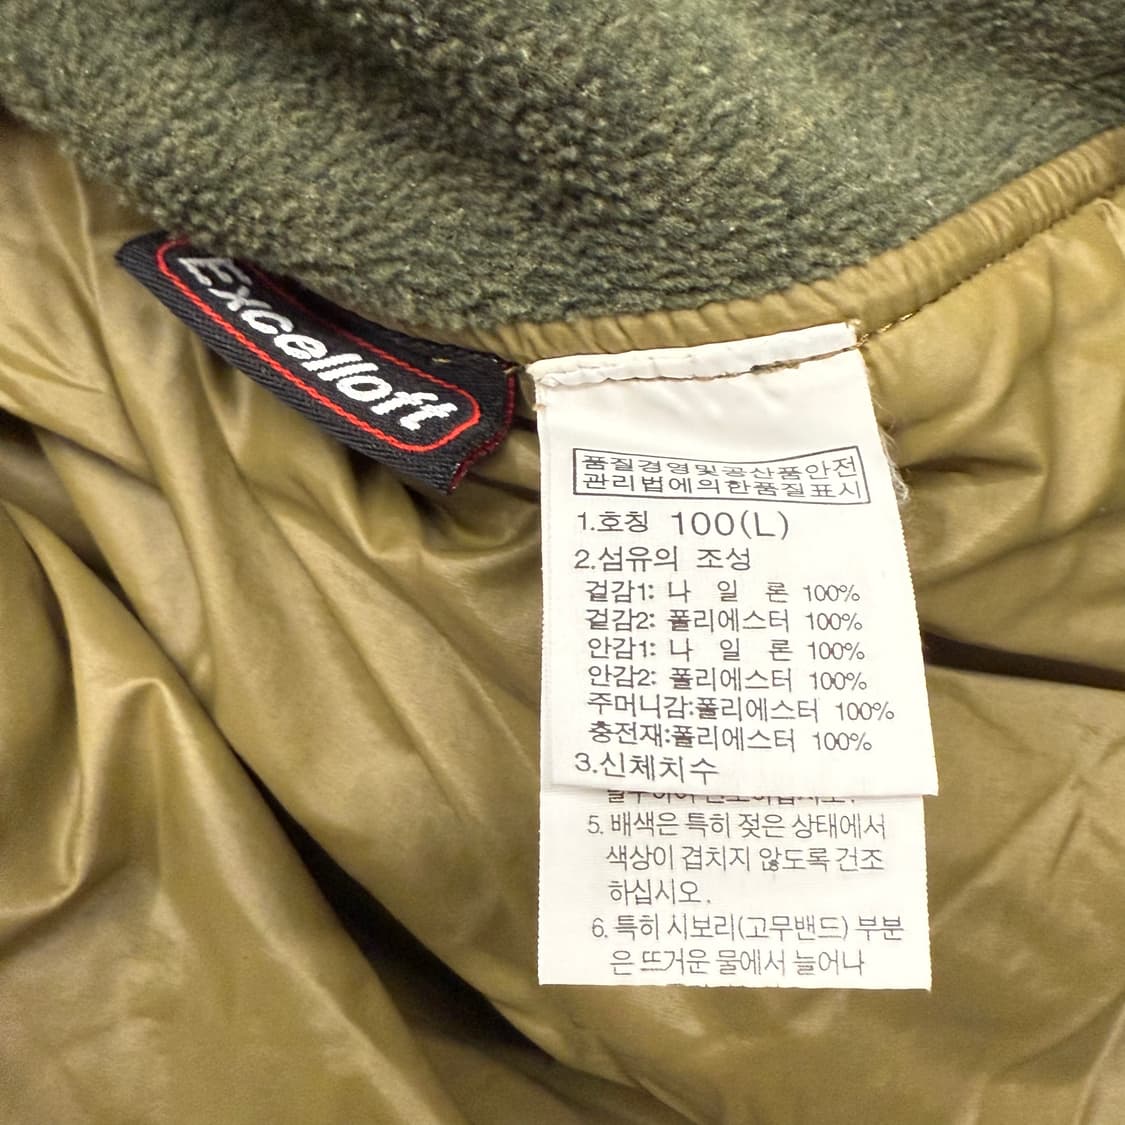 Excelloft
품질경영및공산품안전
관리법에의한품질표시
1.호칭 100(L)
2.섬유의 조성
겉감1: 나 일 론 100%
겉감2: 폴리에스터 100%
안감1: 나 일 론 100%
안감2: 폴리에스터 100%
주머니감:폴리에스터 100%
충전재:폴리에스터 100%
3.신체치수
5. 배색은 특히 젖은 상태에서
색상이 겹치지 않도록 건조
하십시오.
6. 특히 시보리(고무밴드) 부분
은 뜨거운 물에서 늘어나